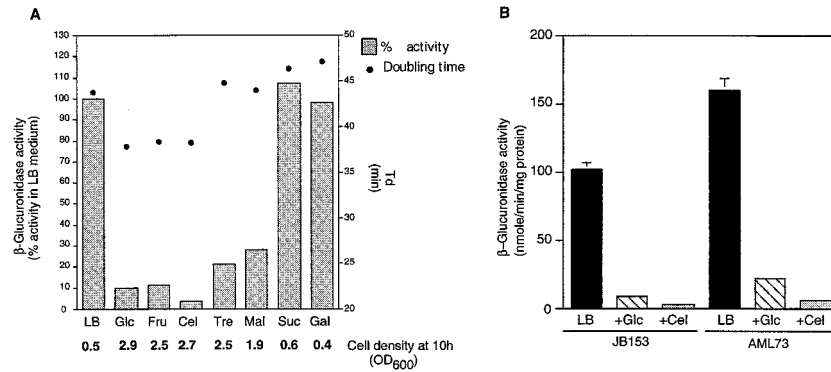 A
β-Glucuronidase activity
(% activity in LB medium)
130
120
110
100
90
80
70
60
50
40
30
20
10
0
50
45
40
35
30
25
20
Td
(min)
% activity
Doubling time
LB Glc Fru Cel Tre Mal Suc Gal
0.5 2.9 2.5 2.7 2.5 1.9 0.6 0.4
Cell density at 10h
(OD600)
B
β-Glucuronidase activity
(nmole/min/mg protein)
200
150
100
50
0
LB +Glc +Cel LB +Glc +Cel
JB153 AML73